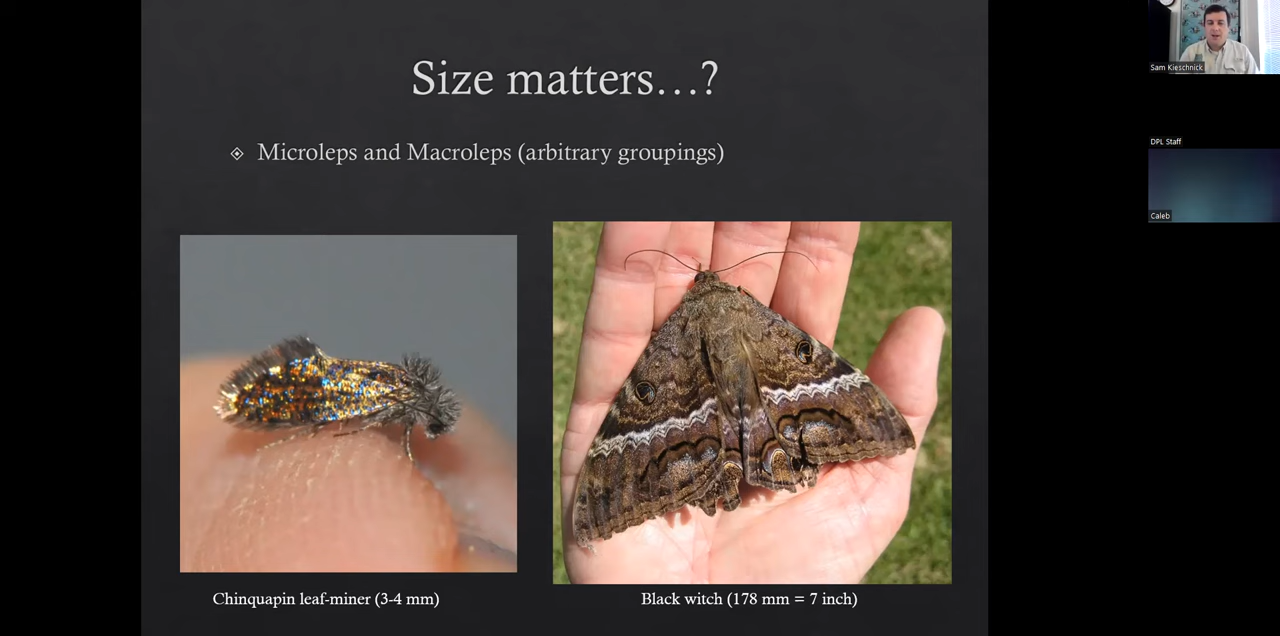 Size matters…?
Microleps and Macroleps (arbitrary groupings)
Chinquapin leaf-miner (3-4 mm)
Black witch (178 mm = 7 inch)
Sam Kieschnick
DPL Staff
Caleb